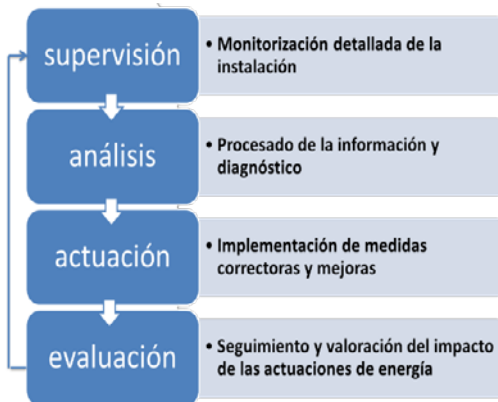 supervisión
• Monitorización detallada de la
instalación
análisis
• Procesado de la información y
diagnóstico
actuación
• Implementación de medidas
correctoras y mejoras
evaluación
• Seguimiento y valoración del impacto
de las actuaciones de energía